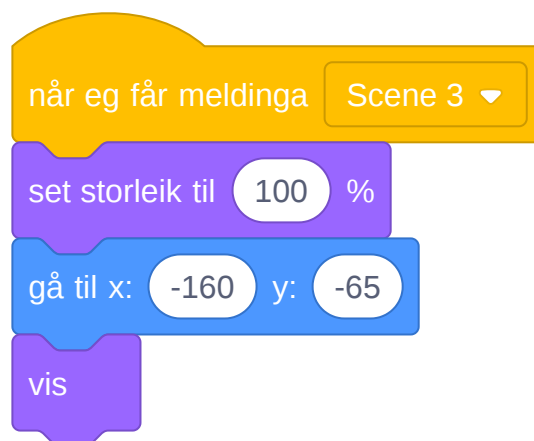 når eg får meldinga Scene 3
set storleik til 100 %
gå til x: -160 y: -65
vis